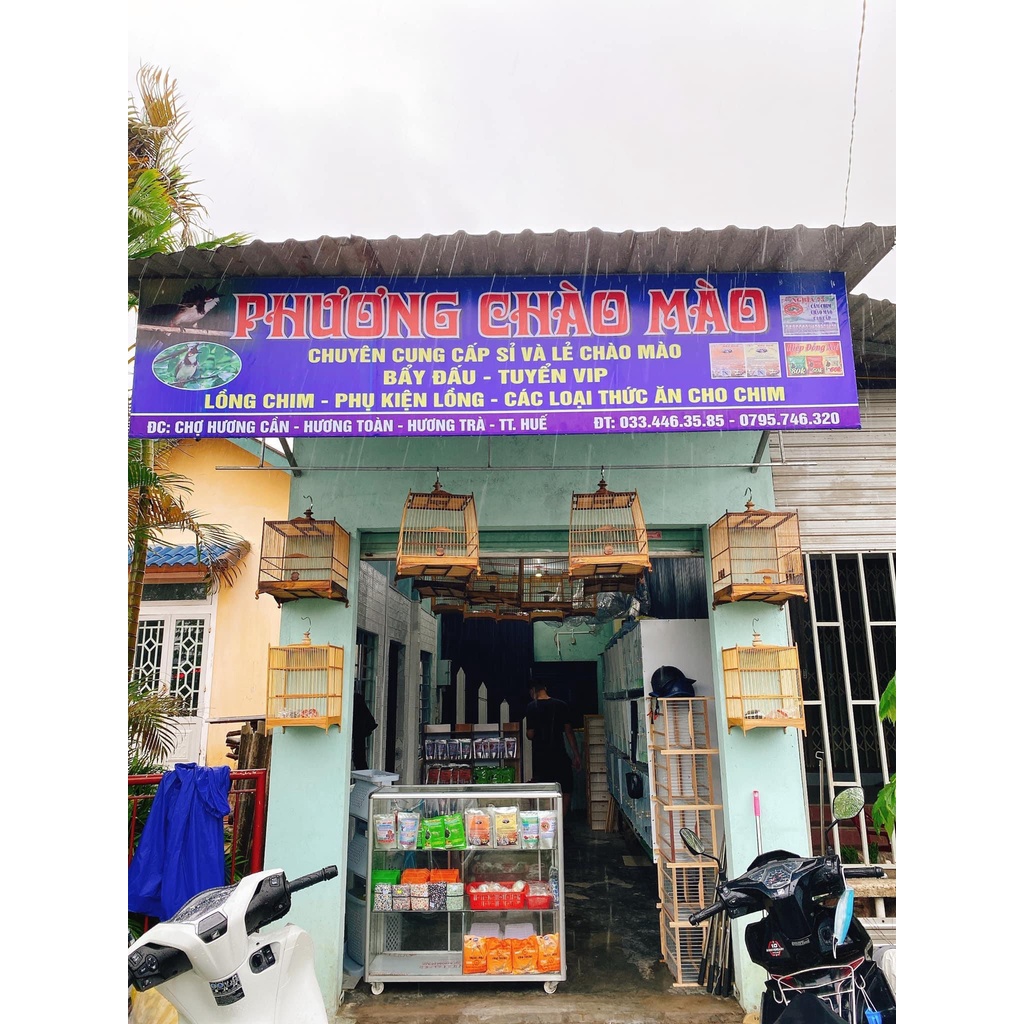 PHƯƠNG CHÀO MÀO
CHUYÊN CUNG CẤP SỈ VÀ LẺ CHÀO MÀO
BẨY ĐẤU - TUYỂN VIP
LỒNG CHIM - PHỤ KIỆN LỒNG - CÁC LOẠI THỨC ĂN CHO CHIM
ĐC: CHỢ HƯƠNG CẦN - HƯƠNG TOÀN - HƯƠNG TRÀ - TT. HUẾ ĐT: 033.446.35.85 - 0795.746.320